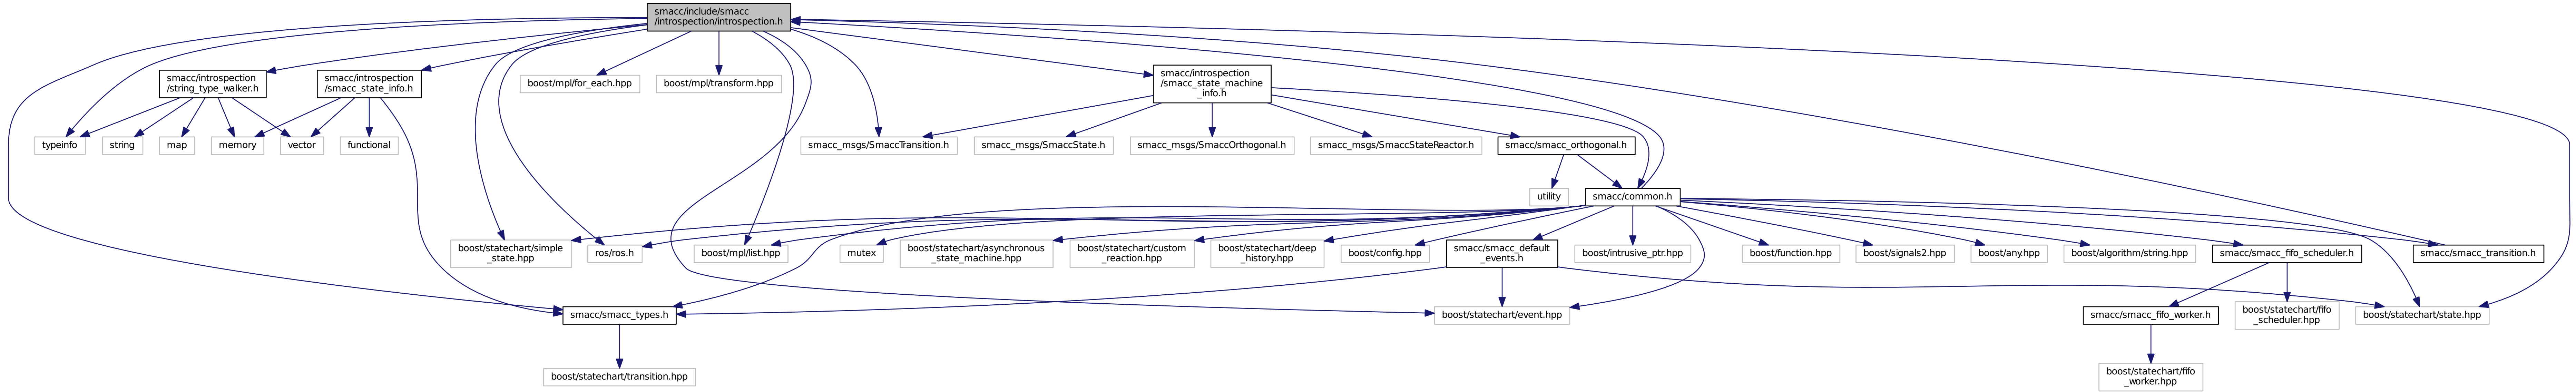 smacc/include/smacc
/introspection/introspection.h
smacc/introspection
/string_type_walker.h
smacc/introspection
/smacc_state_info.h
boost/mpl/for_each.hpp
boost/mpl/transform.hpp
smacc/introspection
/smacc_state_machine
_info.h
typeinfo
string
map
memory
vector
functional
smacc_msgs/SmaccTransition.h
smacc_msgs/SmaccState.h
smacc_msgs/SmaccOrthogonal.h
smacc_msgs/SmaccStateReactor.h
smacc/smacc_orthogonal.h
utility
smacc/common.h
boost/statechart/simple
_state.hpp
ros/ros.h
boost/mpl/list.hpp
mutex
boost/statechart/asynchronous
_state_machine.hpp
boost/statechart/custom
_reaction.hpp
boost/statechart/deep
_history.hpp
boost/config.hpp
smacc/smacc_default
_events.h
boost/intrusive_ptr.hpp
boost/function.hpp
boost/signals2.hpp
boost/any.hpp
boost/algorithm/string.hpp
smacc/smacc_fifo_scheduler.h
smacc/smacc_transition.h
smacc/smacc_types.h
boost/statechart/event.hpp
smacc/smacc_fifo_worker.h
boost/statechart/fifo
_scheduler.hpp
boost/statechart/state.hpp
boost/statechart/transition.hpp
boost/statechart/fifo
_worker.hpp